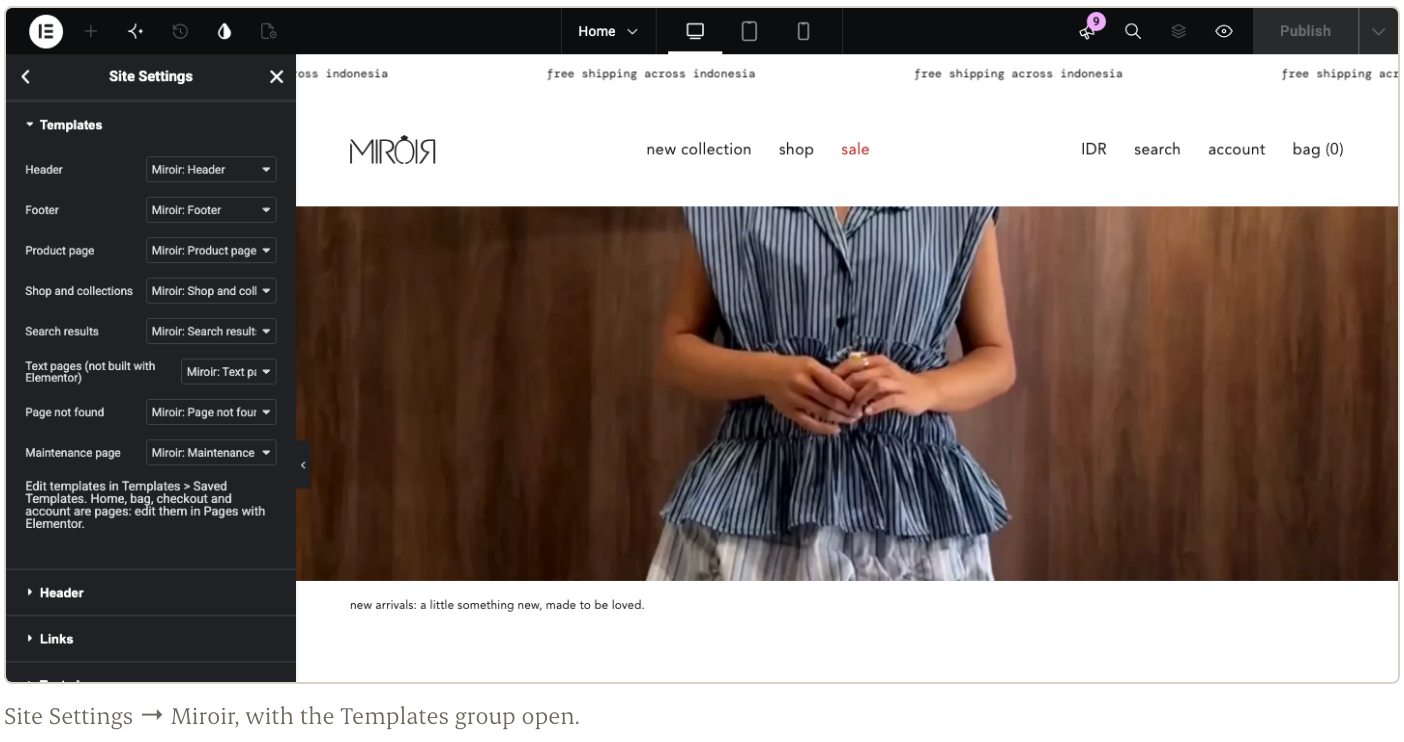 Home
9
Publish
Site Settings
ross indonesia
free shipping across indonesia
free shipping across indonesia
free shipping acr
Templates
Header
Miroir: Header
Footer
Miroir: Footer
Product page
Miroir: Product page
Shop and collections
Miroir: Shop and coll
Search results
Miroir: Search result
Text pages (not built with
Elementor)
Miroir: Text pa
Page not found
Miroir: Page not four
Maintenance page
Miroir: Maintenance
Edit templates in Templates > Saved
Templates. Home, bag, checkout and
account are pages: edit them in Pages with
Elementor.
Header
Links
MIROIR
new collection
shop
sale
IDR
search
account
bag (0)
new arrivals: a little something new, made to be loved.
Site Settings → Miroir, with the Templates group open.